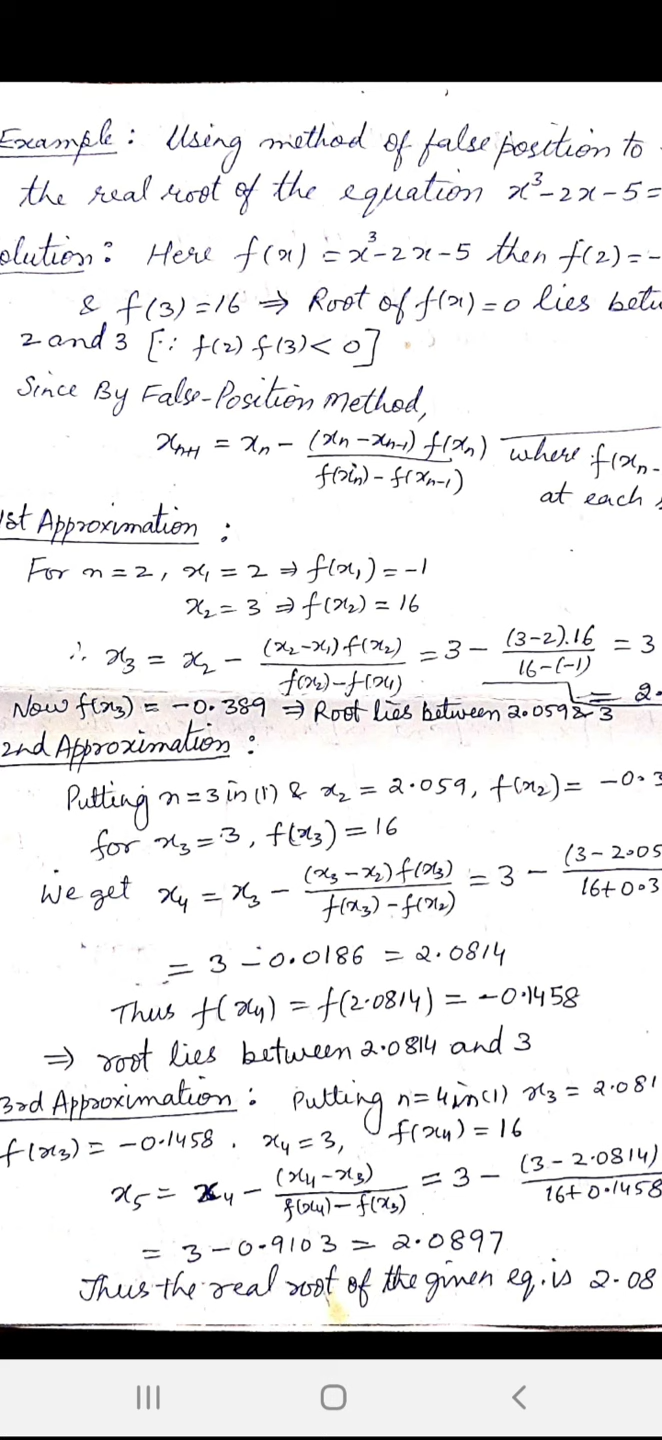 Example: Using method of false position to
the real root of the equation x³-2x-5=
olution: Here f(x) = x³-2x-5 then f(2)=-
& f(3)=16 ⇒ Root of f(x)=0 lies betw
2 and 3 [∵ f(2) f(3)<0]
Since By False-Position method,
xₙ₊₁ = xₙ - (xₙ-xₙ₋₁) f(xₙ) / f(xₙ)-f(xₙ₋₁) where f(xₙ-
at each
1st Approximation :
For n=2, x₁=2 ⇒ f(x₁)=-1
x₂=3 ⇒ f(x₂)=16
∴ x₃ = x₂ - (x₂-x₁)f(x₂) / f(x₂)-f(x₁) = 3 - (3-2).16 / 16-(-1) = 3
= 2.
Now f(x₃) = -0.389 ⇒ Root lies between 2.059 & 3
2nd Approximation :
Putting n=3 in (1) & x₂ = 2.059, f(x₂)= -0.3
for x₃=3, f(x₃)=16
We get x₄ = x₃ - (x₃-x₂)f(x₃) / f(x₃)-f(x₂) = 3 - (3-2.05 / 16+0.3
= 3-0.0186 = 2.0814
Thus f(x₄) = f(2.0814) = -0.1458
⇒ root lies between 2.0814 and 3
3rd Approximation : Putting n=4 in (1) x₃ = 2.081
f(x₃) = -0.1458. x₄=3, f(x₄)=16
x₅ = x₄ - (x₄-x₃) / f(x₄)-f(x₃) = 3 - (3-2.0814) / 16+0.1458
= 3-0.9103 = 2.0897
Thus the real root of the given eq. is 2.08